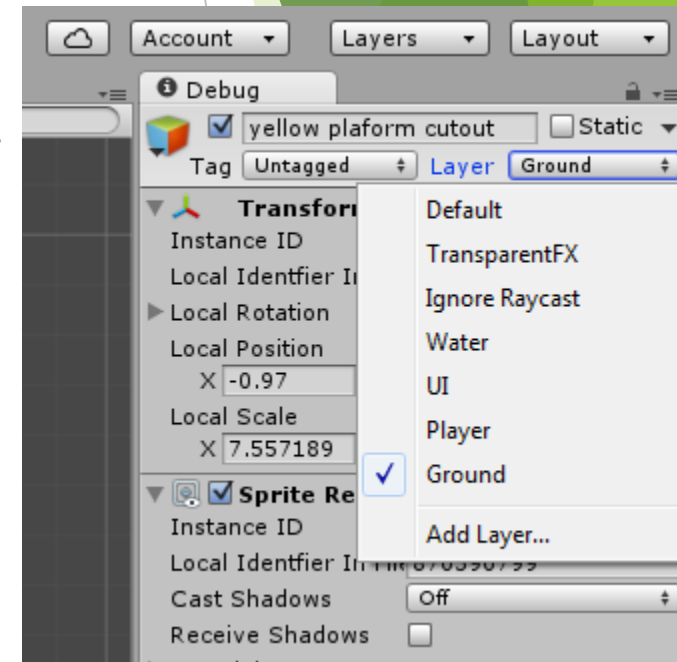 Account Layers Layout
Debug
yellow plaform cutout Static
Tag Untagged Layer Ground
Default
TransparentFX
Ignore Raycast
Water
UI
Player
Ground
Add Layer...
Instance ID
Local Identfier
Local Rotation
Local Position
X -0.97
Local Scale
X 7.557189
Sprite
Instance ID
Local Identfier In
Cast Shadows Off
Receive Shadows